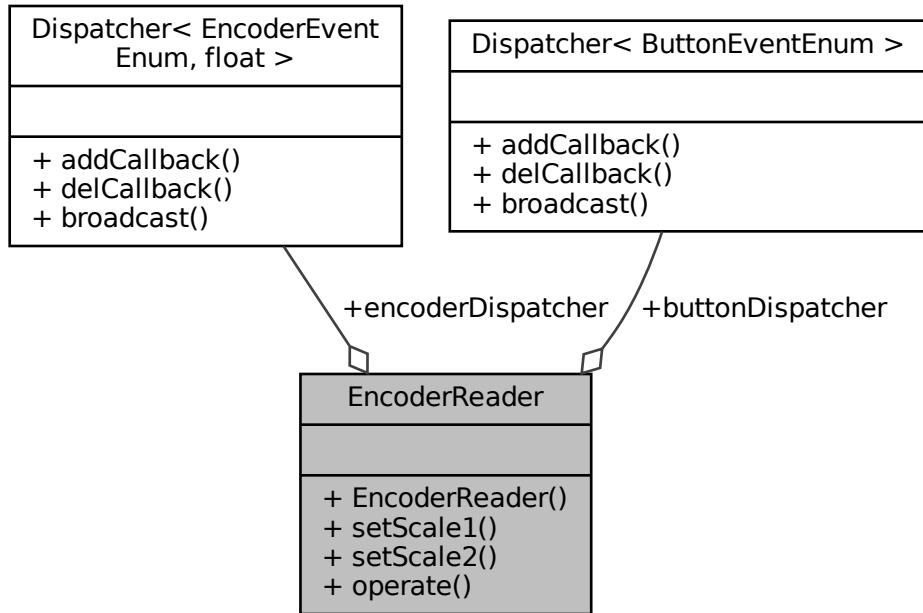 Dispatcher< EncoderEvent
Enum, float >
+ addCallback()
+ delCallback()
+ broadcast()
Dispatcher< ButtonEventEnum >
+ addCallback()
+ delCallback()
+ broadcast()
+encoderDispatcher
+buttonDispatcher
EncoderReader
+ EncoderReader()
+ setScale1()
+ setScale2()
+ operate()